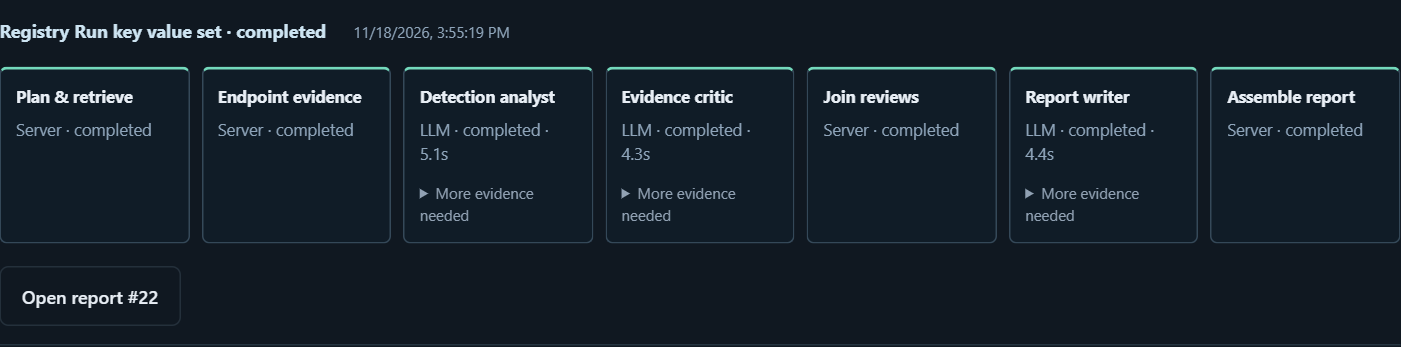 Registry Run key value set · completed 11/18/2026, 3:55:19 PM
Plan & retrieve
Server · completed
Endpoint evidence
Server · completed
Detection analyst
LLM · completed ·
5.1s
▶ More evidence
needed
Evidence critic
LLM · completed ·
4.3s
▶ More evidence
needed
Join reviews
Server · completed
Report writer
LLM · completed ·
4.4s
▶ More evidence
needed
Assemble report
Server · completed
Open report #22